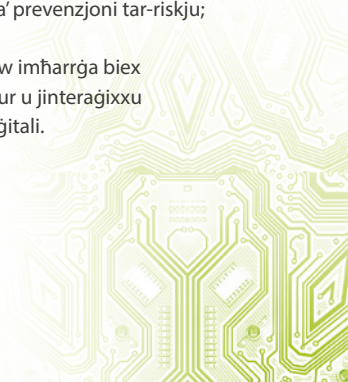 a' prevenzjoni tar-riskju;
w imħarrġa biex
ur u jinteraġixxu
ġitali.